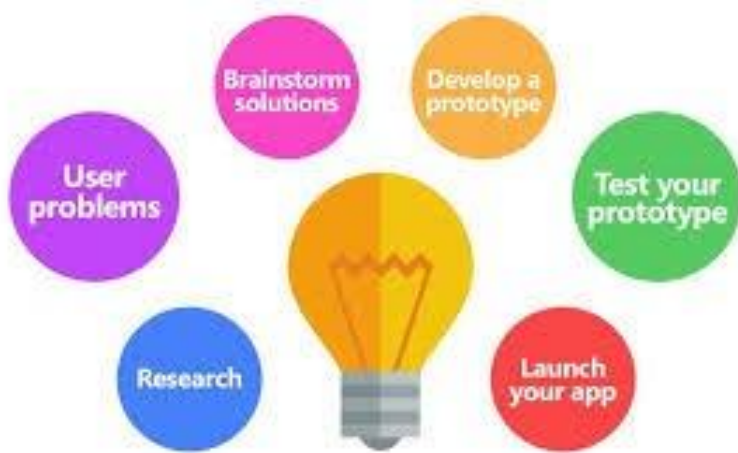 Brainstorm
solutions
Develop a
prototype
User
problems
Test your
prototype
Research
Launch
your app